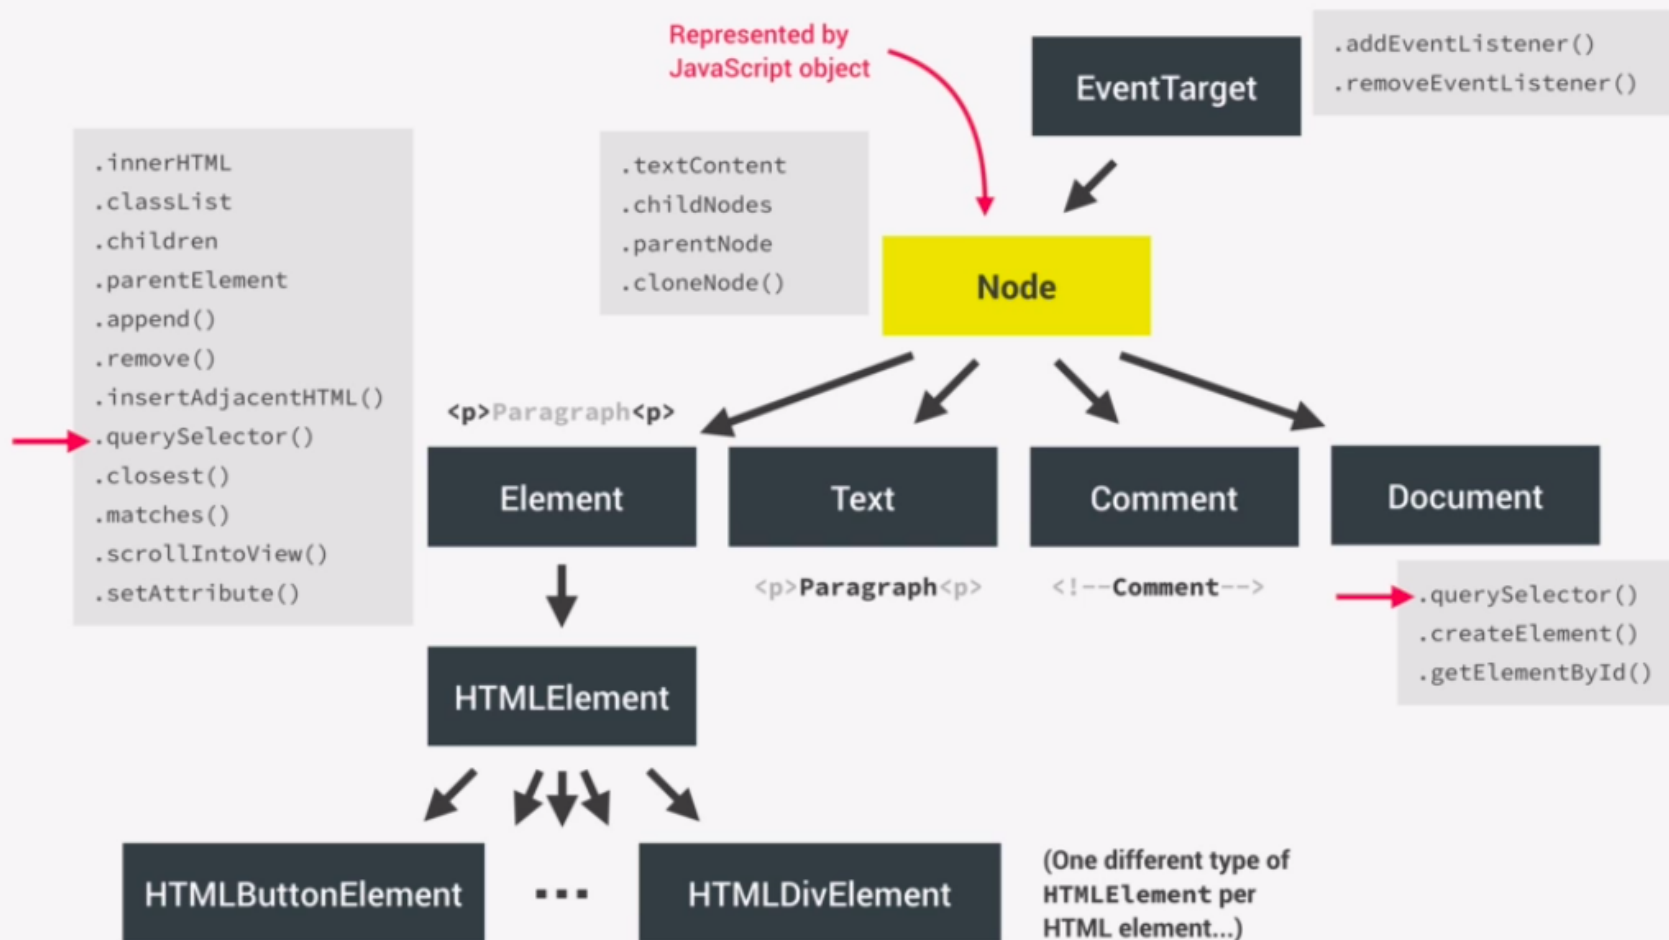 Represented by
JavaScript object
EventTarget
.addEventListener()
.removeEventListener()
.innerHTML
.classList
.children
.parentElement
.append()
.remove()
.insertAdjacentHTML()
.querySelector()
.closest()
.matches()
.scrollIntoView()
.setAttribute()
.textContent
.childNodes
.parentNode
.cloneNode()
Node
<p>Paragraph<p>
Element
Text
Comment
Document
<p>Paragraph<p>
<!--Comment-->
.querySelector()
.createElement()
.getElementById()
HTMLElement
HTMLButtonElement
...
HTMLDivElement
(One different type of
HTMLElement per
HTML element...)